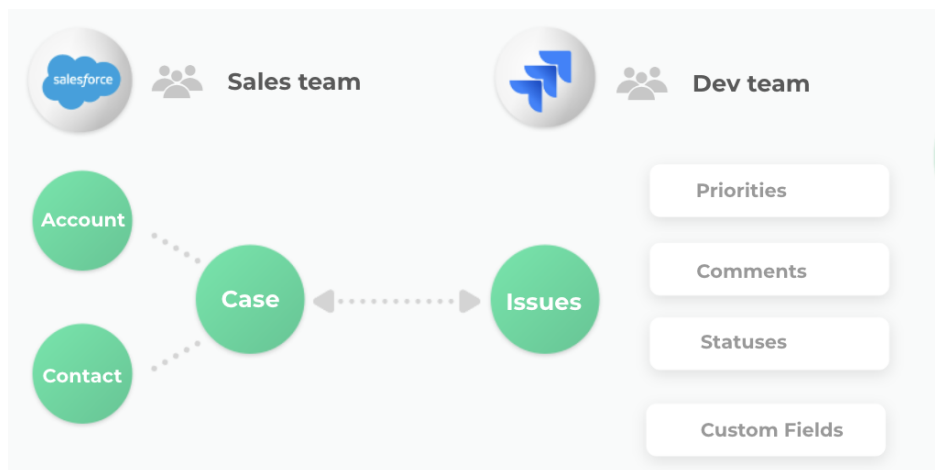 salesforce
Sales team
Dev team
Account
Contact
Case
Issues
Priorities
Comments
Statuses
Custom Fields